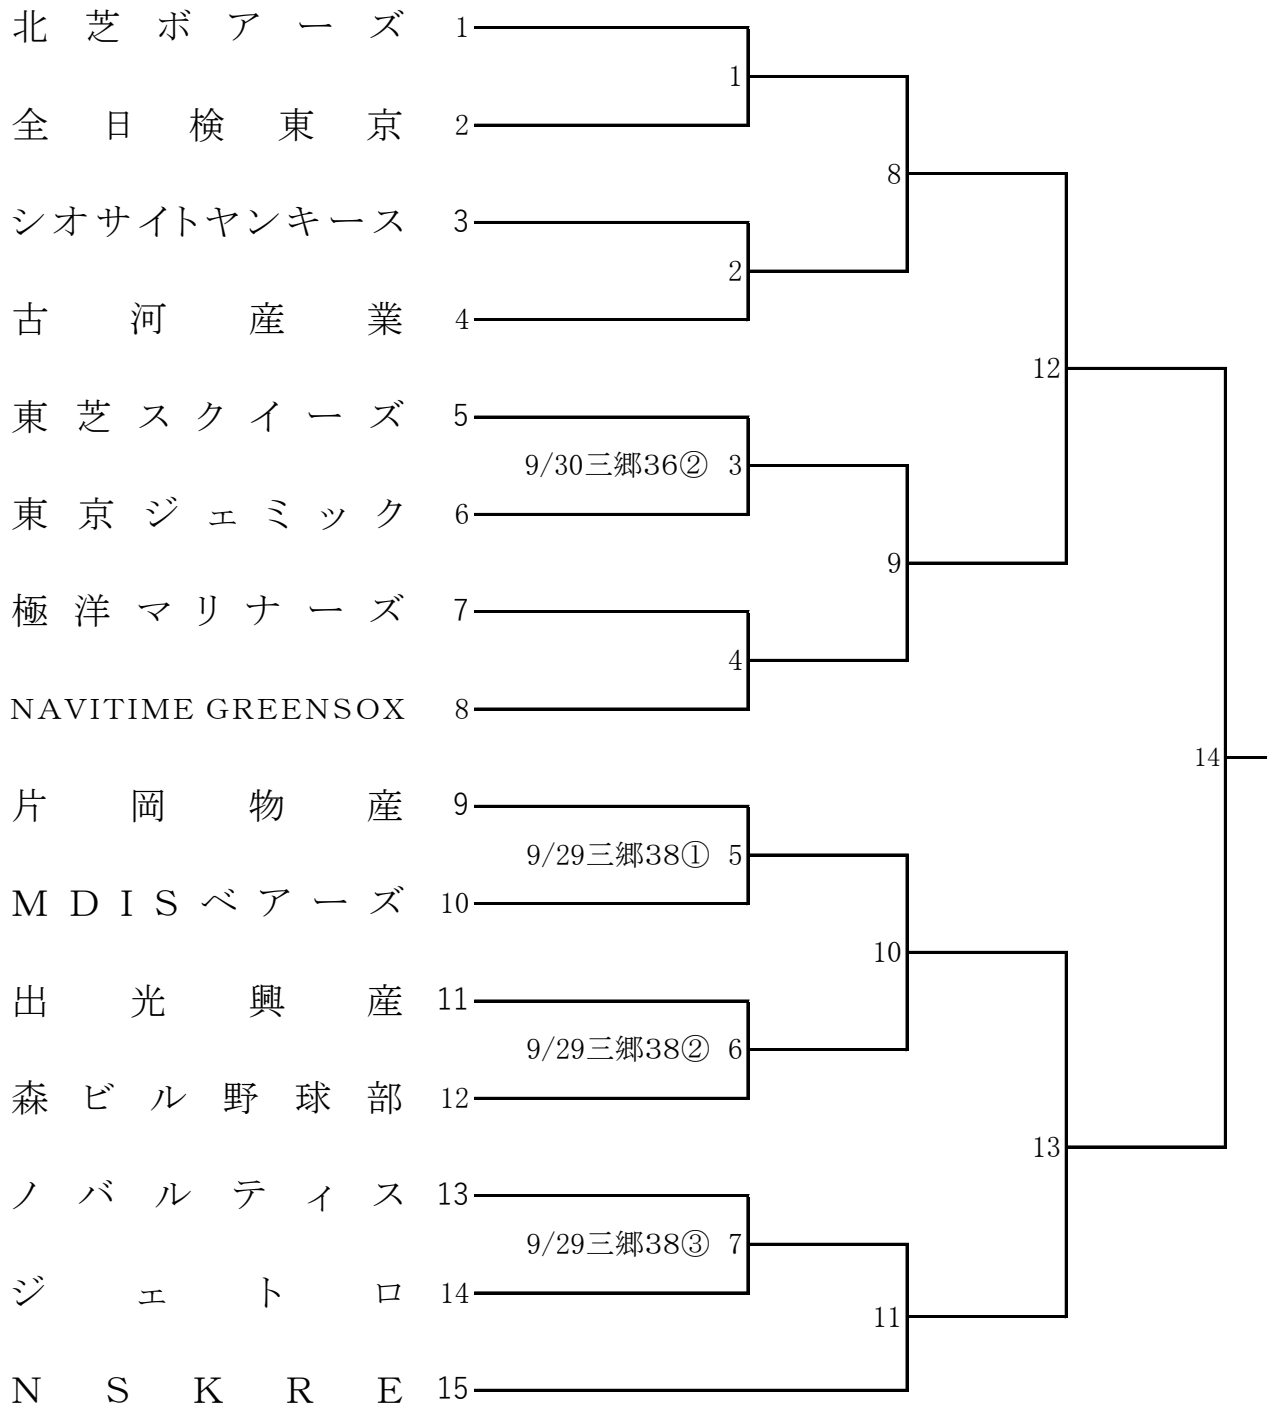 北芝ボアーズ 1
1
全日検東京 2
8
シオサイトヤンキース 3
2
古河産業 4
12
東芝スクイーズ 5
9/30三郷36② 3
東京ジェミック 6
9
極洋マリナーズ 7
4
NAVITIME GREENSOX 8
14
片岡物産 9
9/29三郷38① 5
MDISベアーズ 10
10
出光興産 11
9/29三郷38② 6
森ビル野球部 12
13
ノバルティス 13
9/29三郷38③ 7
ジェトロ 14
11
NSKRE 15